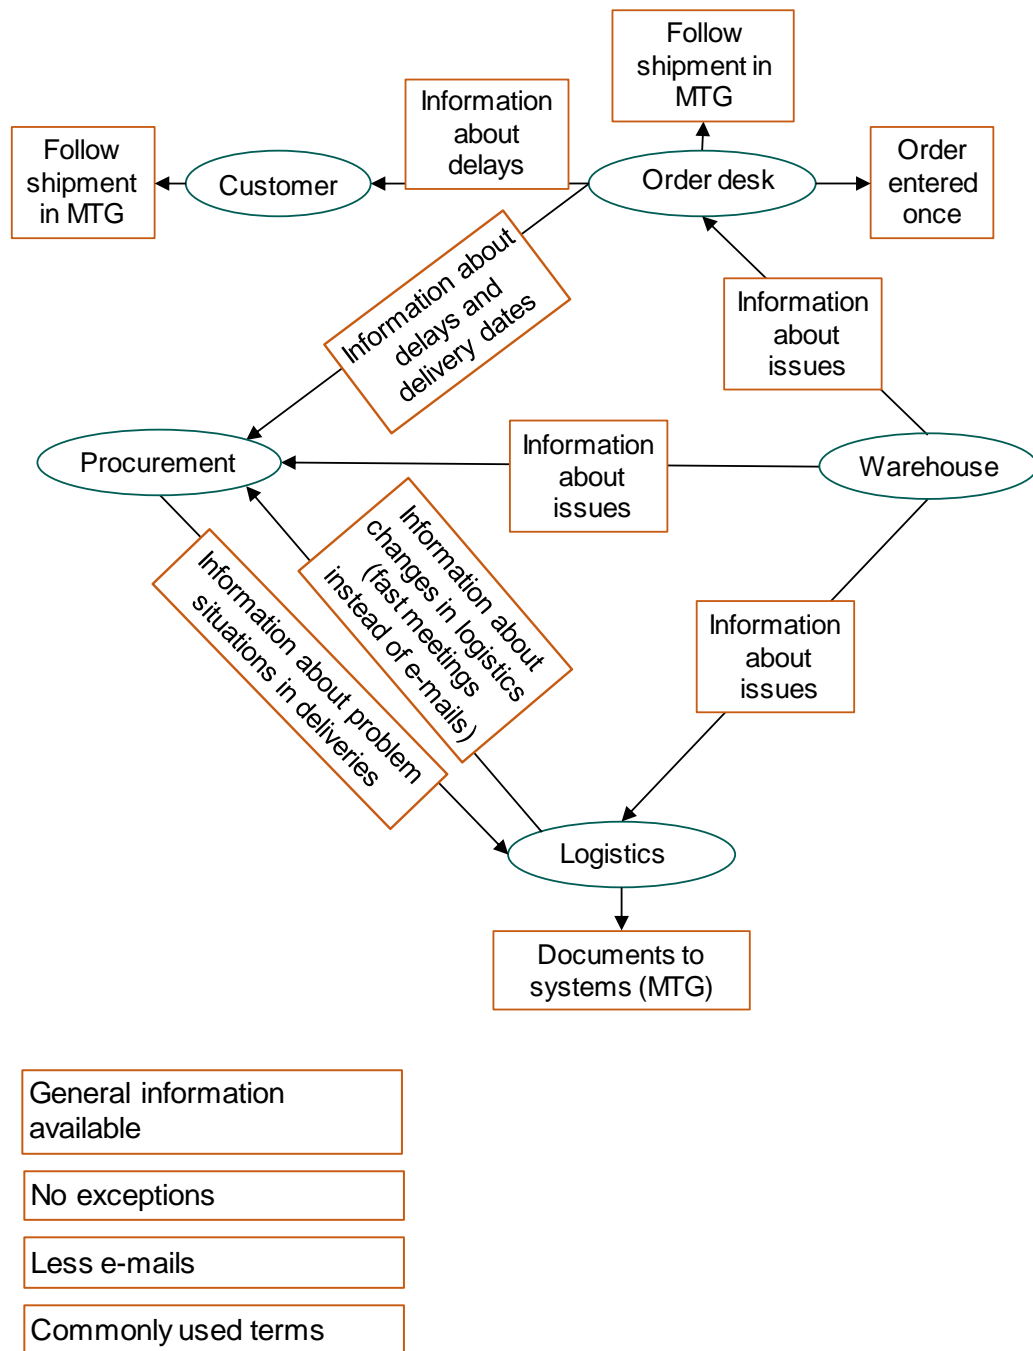 Follow
shipment in
MTG
Information
about
delays
Follow
shipment
in MTG
Customer
Order desk
Order
entered
once
Information about
delays and
delivery dates
Information
about
issues
Procurement
Information
about
issues
Warehouse
Information about
changes in logistics
(fast meetings
instead of e-mails)
Information about problem
situations in deliveries
Information
about
issues
Logistics
Documents to
systems (MTG)
General information
available
No exceptions
Less e-mails
Commonly used terms